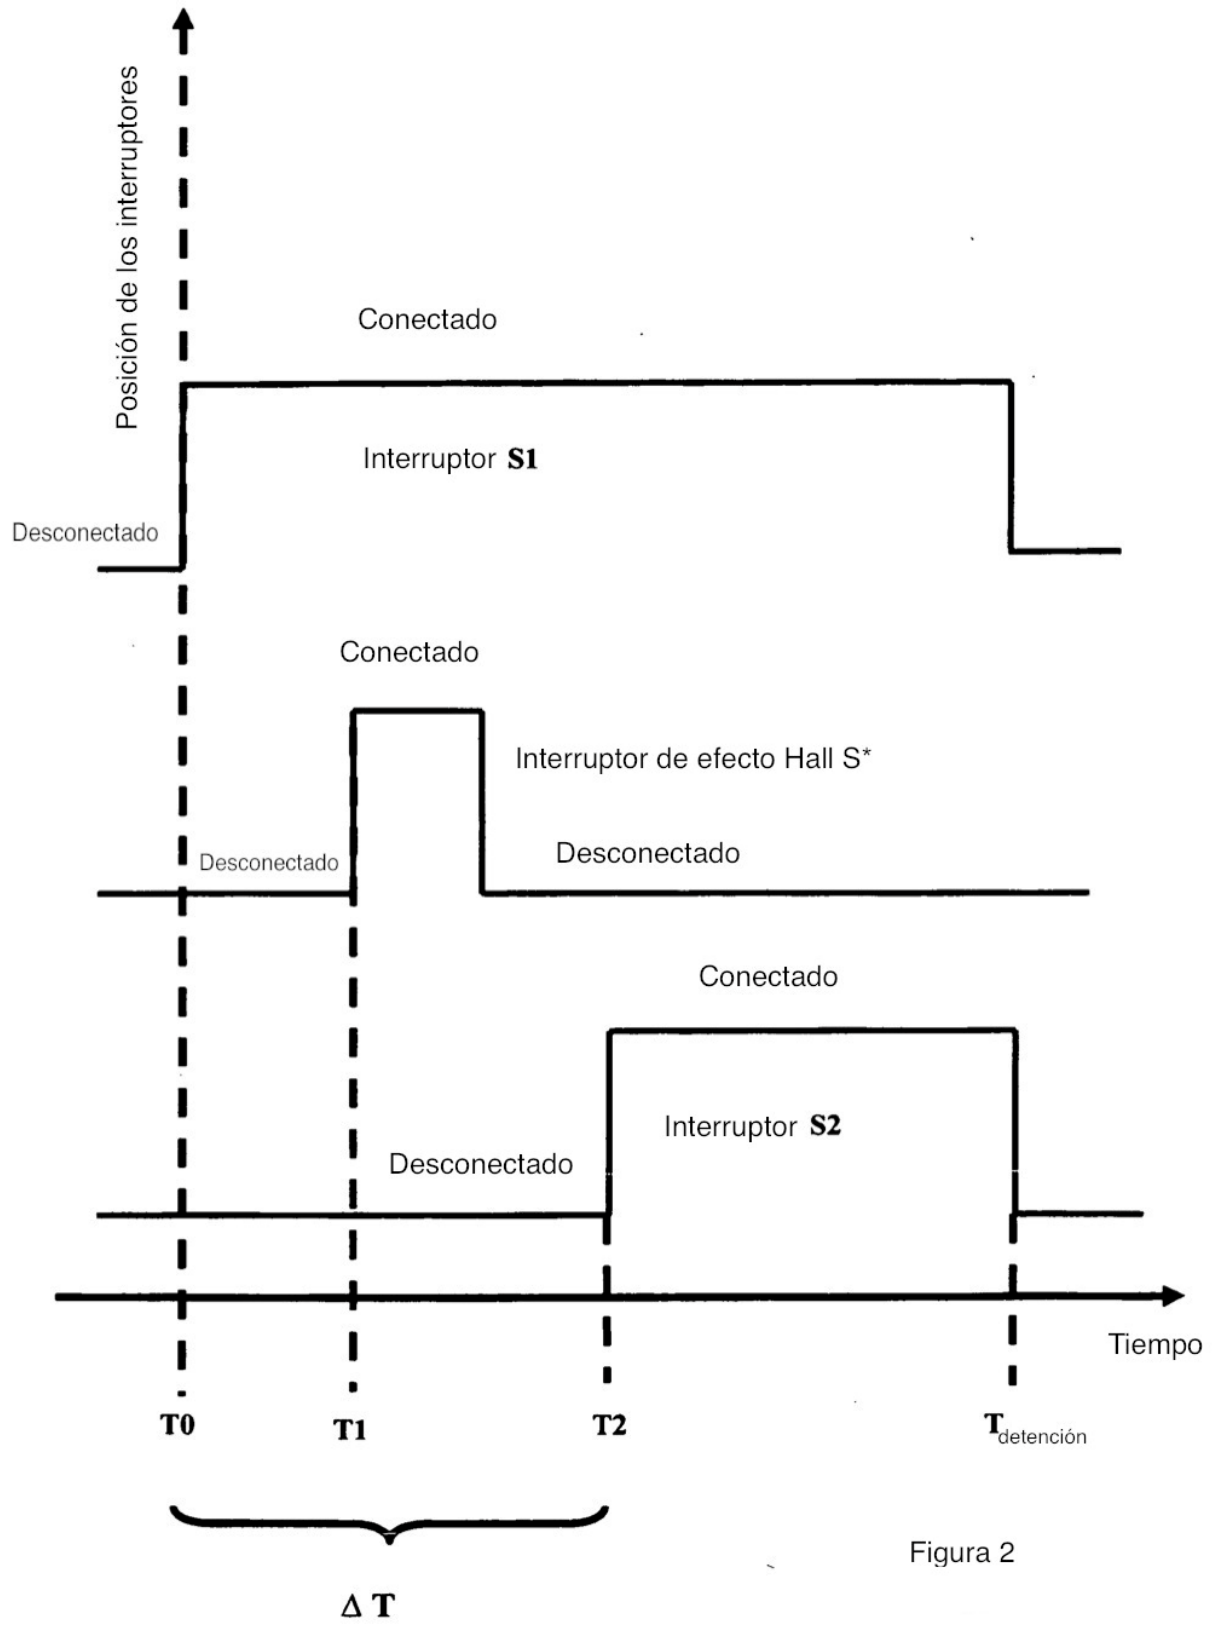 Posición de los interruptores
Conectado
Interruptor S1
Desconectado
Conectado
Interruptor de efecto Hall S*
Desconectado
Desconectado
Conectado
Interruptor S2
Desconectado
Tiempo
T0 T1 T2 Tdetención
Δ T
Figura 2